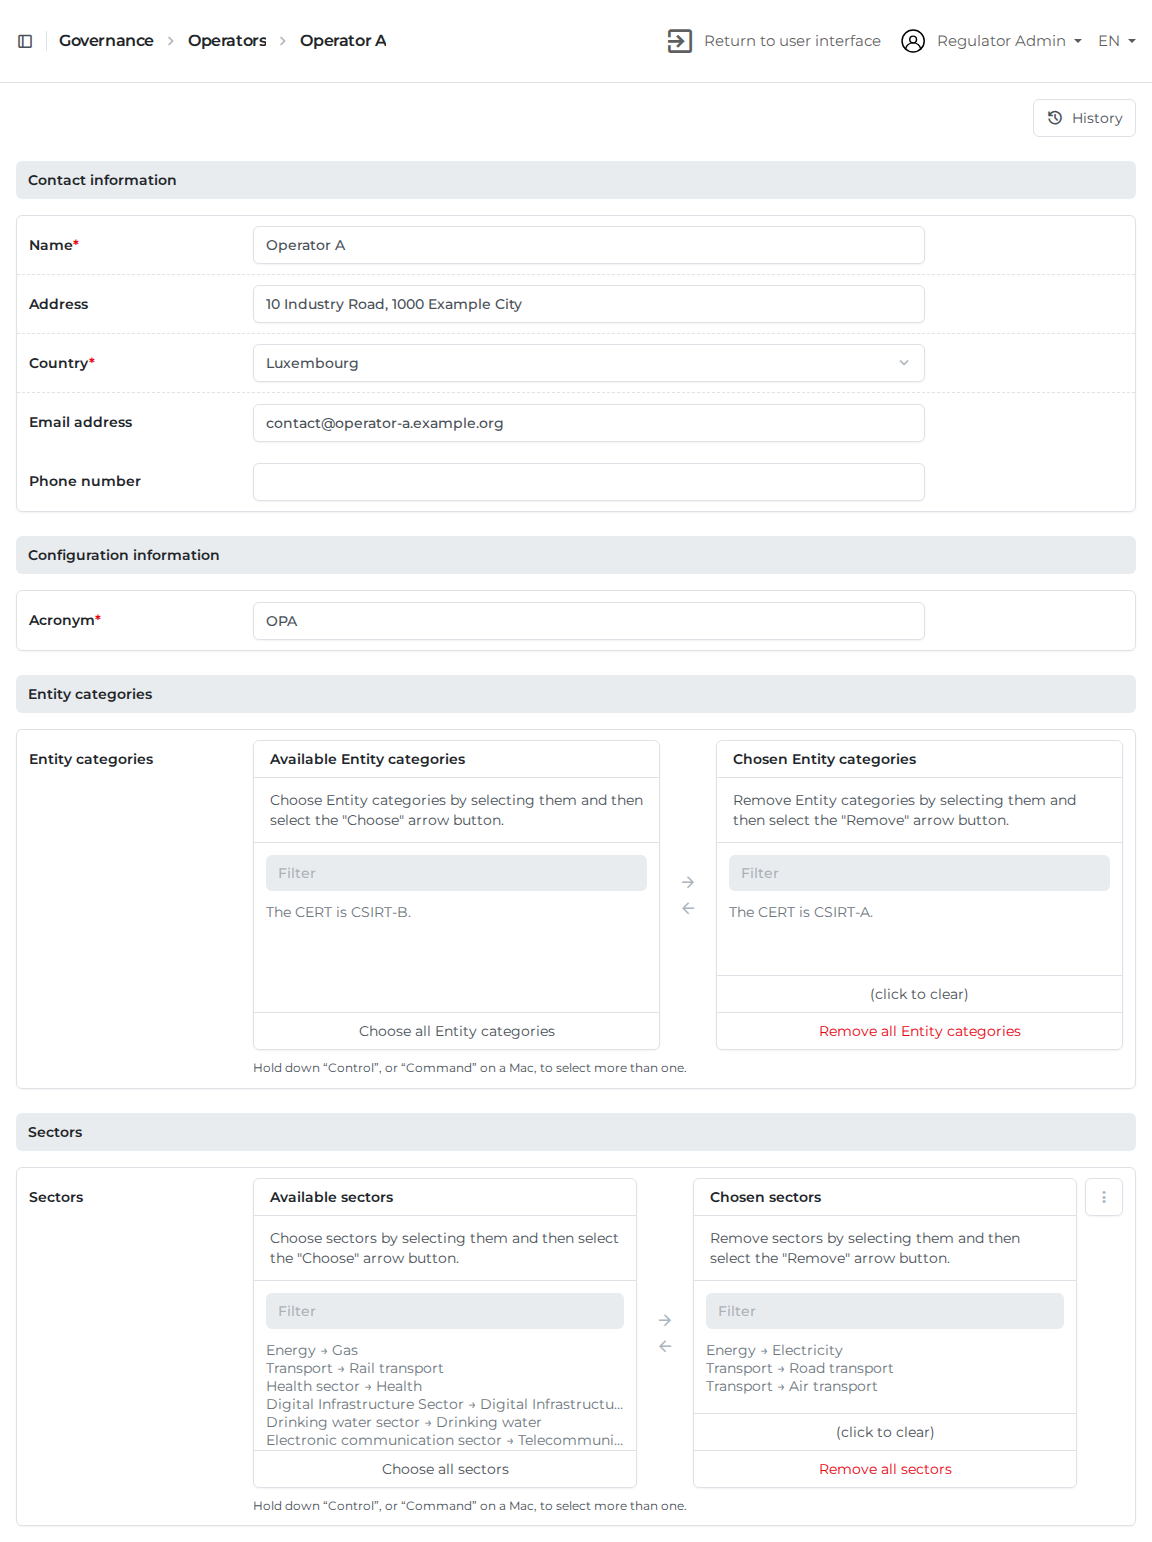 Governance > Operators > Operator A
Return to user interface
Regulator Admin
EN
History
Contact information
Name*
Operator A
Address
10 Industry Road, 1000 Example City
Country*
Luxembourg
Email address
contact@operator-a.example.org
Phone number
Configuration information
Acronym*
OPA
Entity categories
Entity categories
Available Entity categories
Choose Entity categories by selecting them and then
select the "Choose" arrow button.
Filter
The CERT is CSIRT-B.
Choose all Entity categories
Chosen Entity categories
Remove Entity categories by selecting them and
then select the "Remove" arrow button.
Filter
The CERT is CSIRT-A.
(click to clear)
Remove all Entity categories
Hold down “Control”, or “Command” on a Mac, to select more than one.
Sectors
Sectors
Available sectors
Choose sectors by selecting them and then select
the "Choose" arrow button.
Filter
Energy → Gas
Transport → Rail transport
Health sector → Health
Digital Infrastructure Sector → Digital Infrastructu...
Drinking water sector → Drinking water
Electronic communication sector → Telecommuni...
Choose all sectors
Chosen sectors
Remove sectors by selecting them and then
select the "Remove" arrow button.
Filter
Energy → Electricity
Transport → Road transport
Transport → Air transport
(click to clear)
Remove all sectors
Hold down “Control”, or “Command” on a Mac, to select more than one.